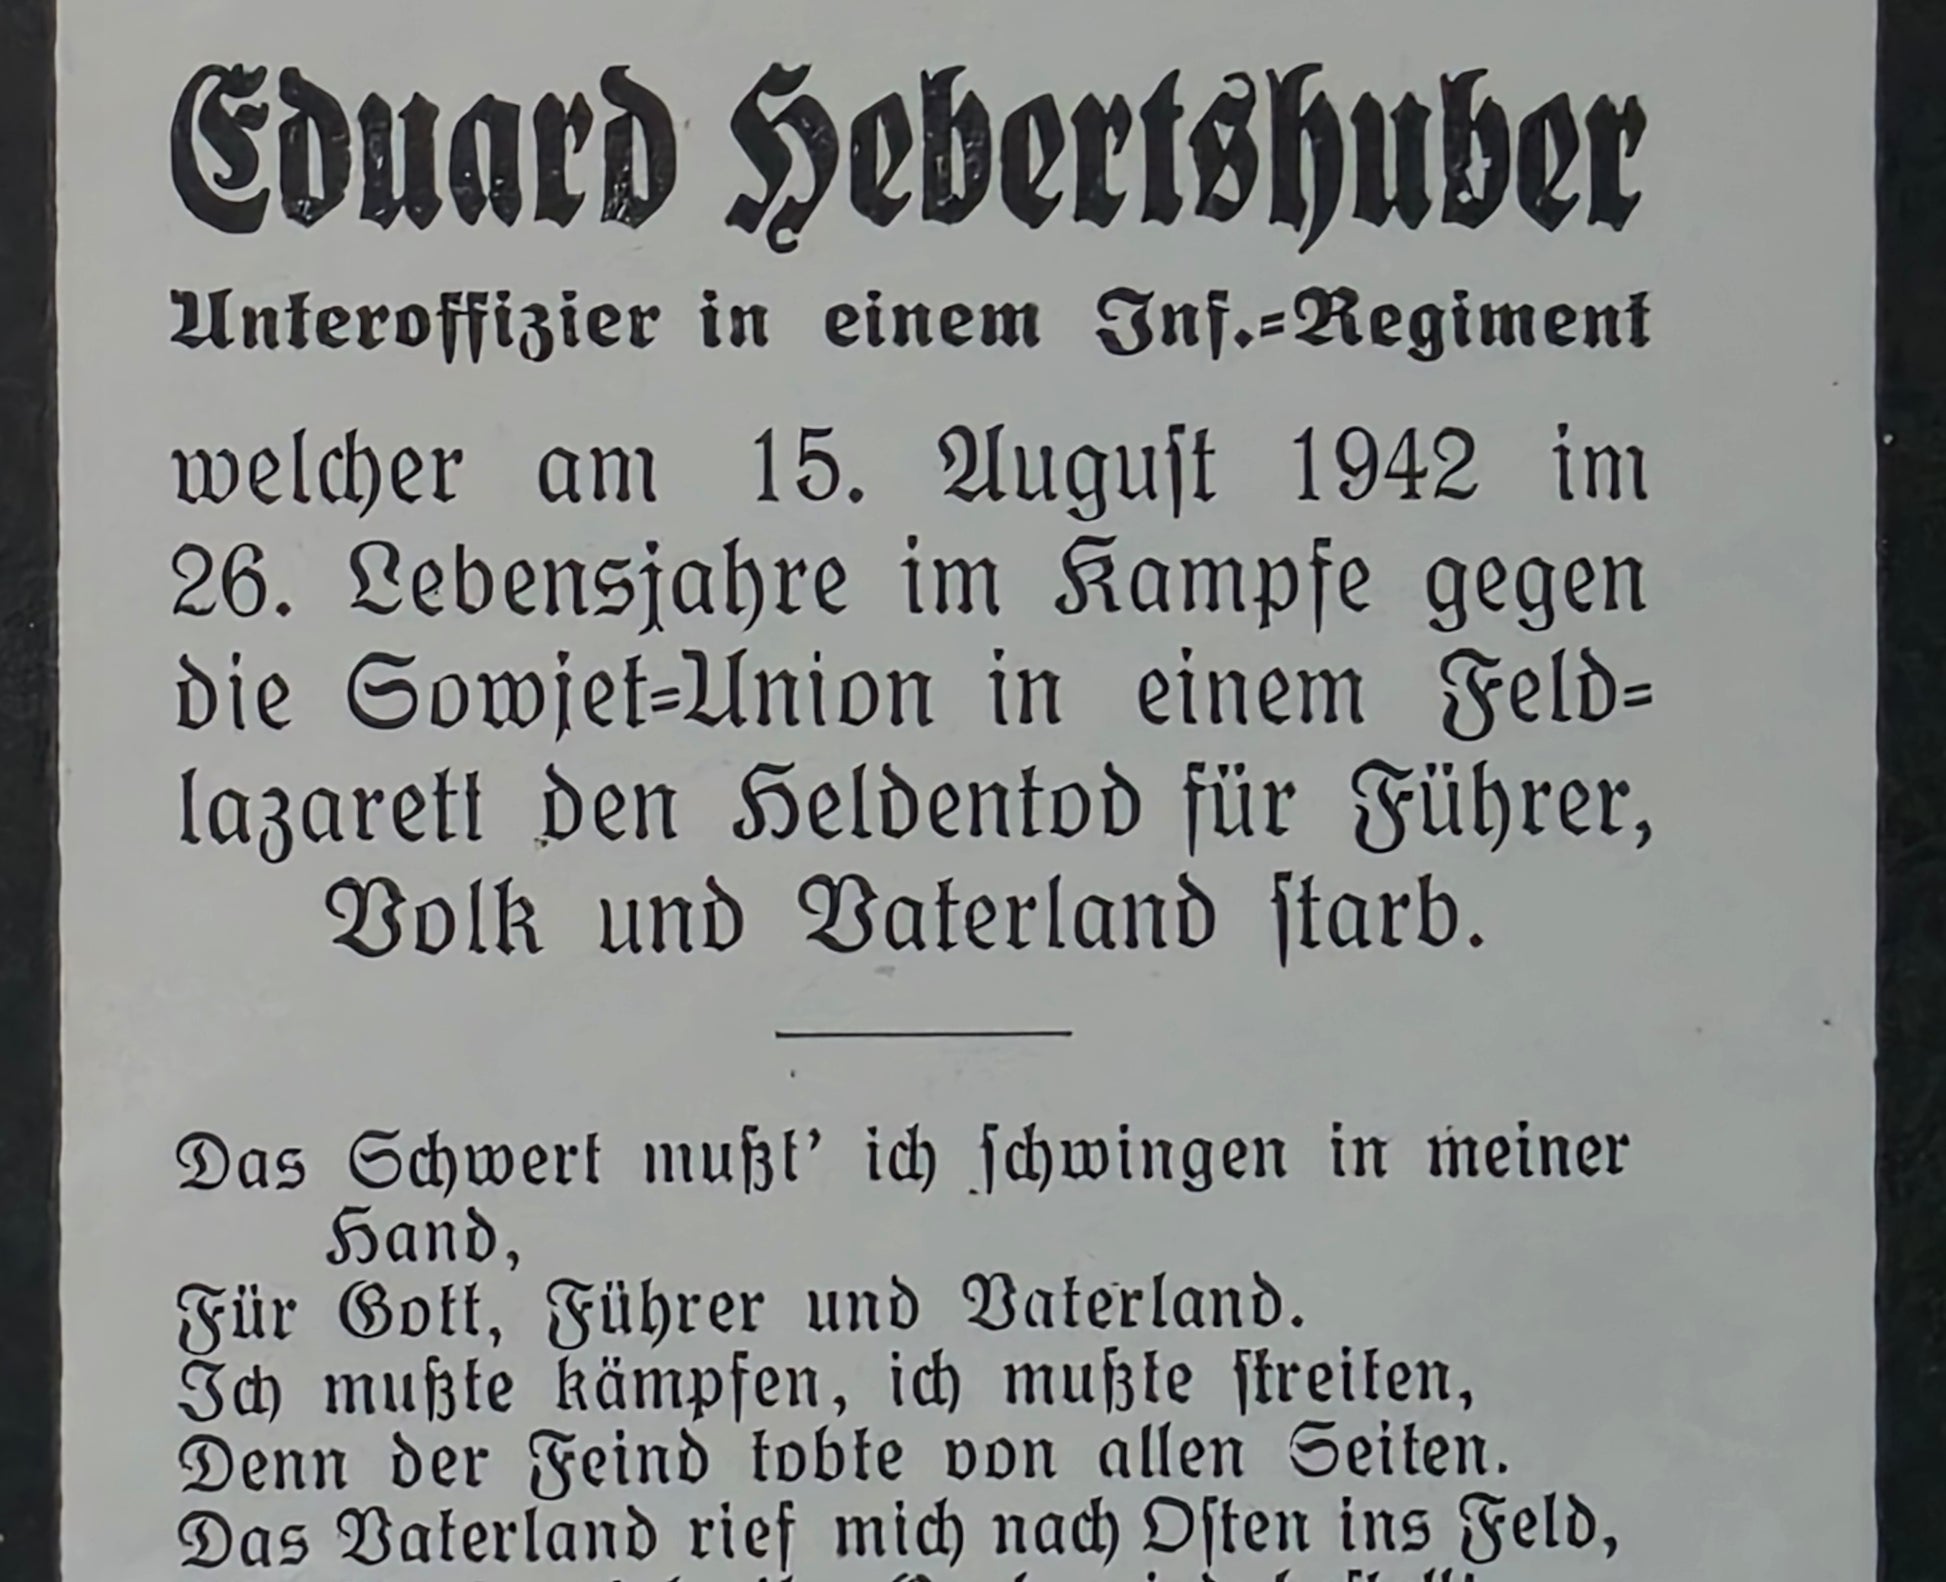 Eduard Hebertshuber
Unteroffizier in einem Inf.=Regiment
welcher am 15. Auguſt 1942 im
26. Lebensjahre im Kampfe gegen
die Sowjet=Union in einem Feld=
lazarett den Heldentod für Führer,
Volk und Vaterland ſtarb.
Das Schwert mußt’ ich ſchwingen in meiner
Hand,
Für Gott, Führer und Vaterland.
Ich mußte kämpfen, ich mußte ſtreiten,
Denn der Feind tobte von allen Seiten.
Das Vaterland rief mich nach Oſten ins Feld,